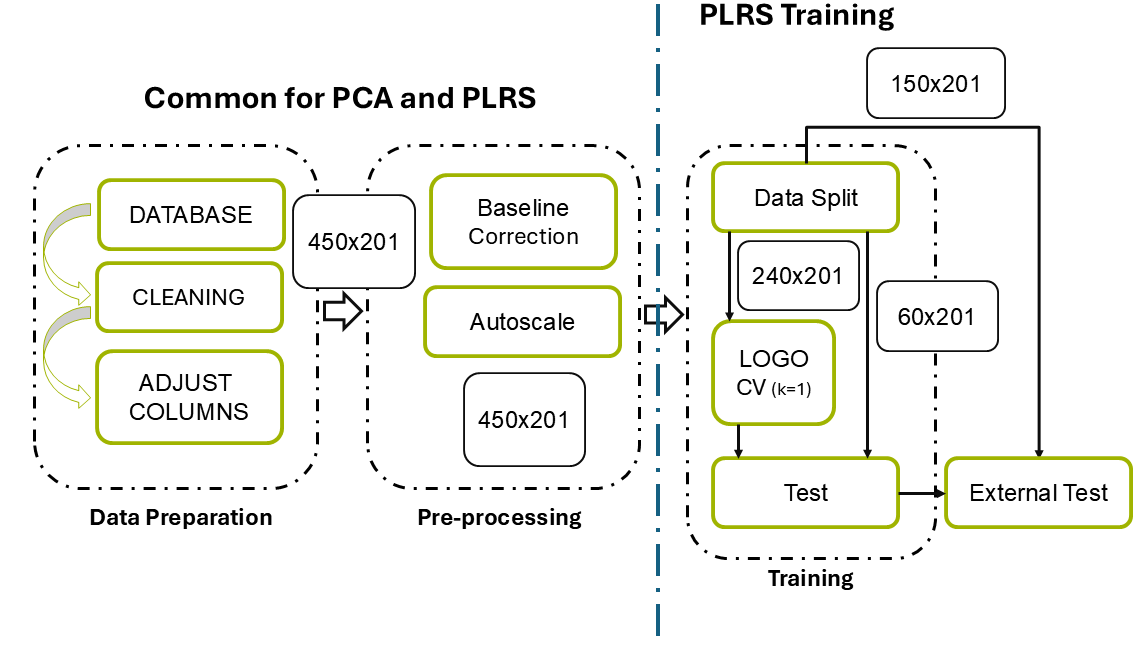 PLRS Training
150x201
Common for PCA and PLRS
DATABASE
CLEANING
ADJUST
COLUMNS
Data Preparation
450x201
Baseline
Correction
Autoscale
450x201
Pre-processing
Data Split
240x201
60x201
LOGO
CV (k=1)
Test
External Test
Training